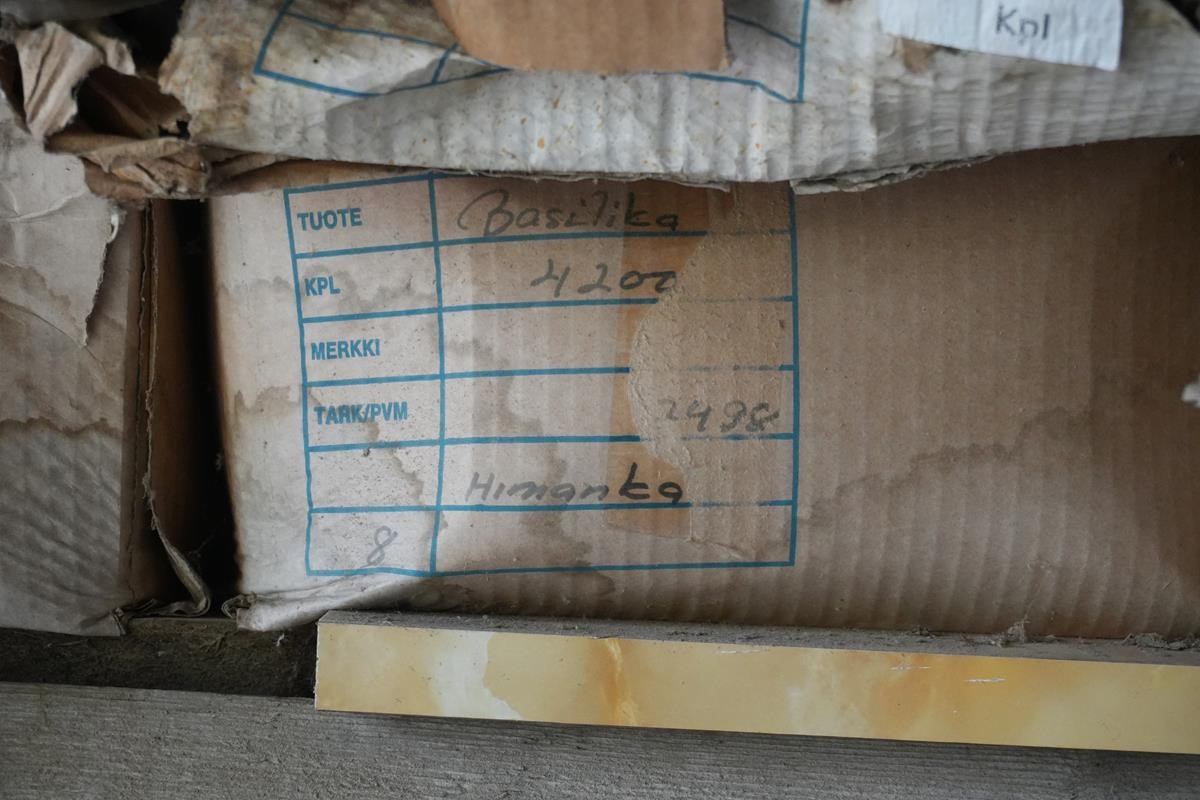 Kpl
TUOTE Basilika
KPL 4200
MERKKI
TARK/PVM 2498
Himanka
8